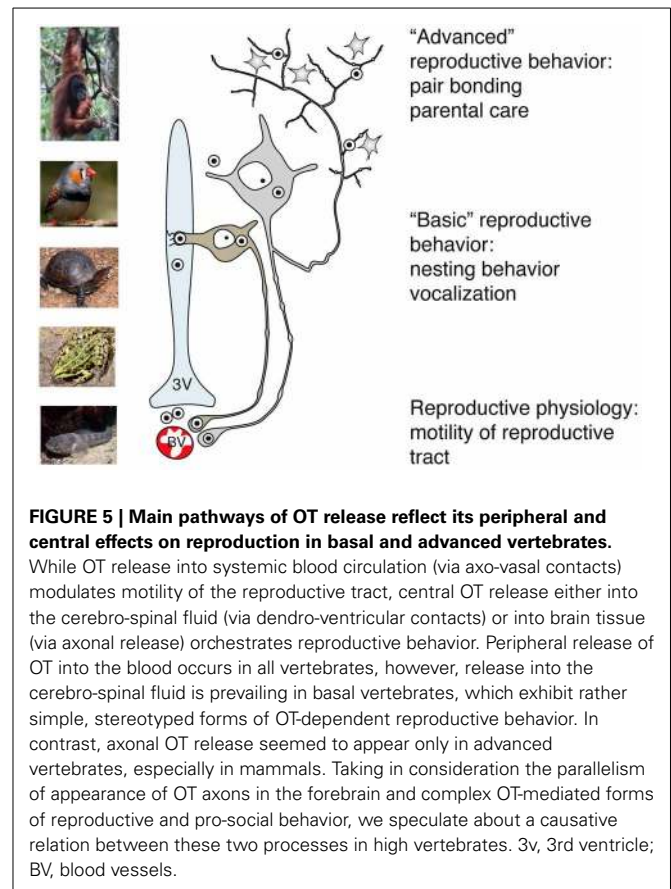 "Advanced"
reproductive behavior:
pair bonding
parental care
"Basic" reproductive
behavior:
nesting behavior
vocalization
3V
Reproductive physiology:
motility of reproductive
tract
BV
FIGURE 5 | Main pathways of OT release reflect its peripheral and
central effects on reproduction in basal and advanced vertebrates.
While OT release into systemic blood circulation (via axo-vasal contacts)
modulates motility of the reproductive tract, central OT release either into
the cerebro-spinal fluid (via dendro-ventricular contacts) or into brain tissue
(via axonal release) orchestrates reproductive behavior. Peripheral release of
OT into the blood occurs in all vertebrates, however, release into the
cerebro-spinal fluid is prevailing in basal vertebrates, which exhibit rather
simple, stereotyped forms of OT-dependent reproductive behavior. In
contrast, axonal OT release seemed to appear only in advanced
vertebrates, especially in mammals. Taking in consideration the parallelism
of appearance of OT axons in the forebrain and complex OT-mediated forms
of reproductive and pro-social behavior, we speculate about a causative
relation between these two processes in high vertebrates. 3v, 3rd ventricle;
BV, blood vessels.